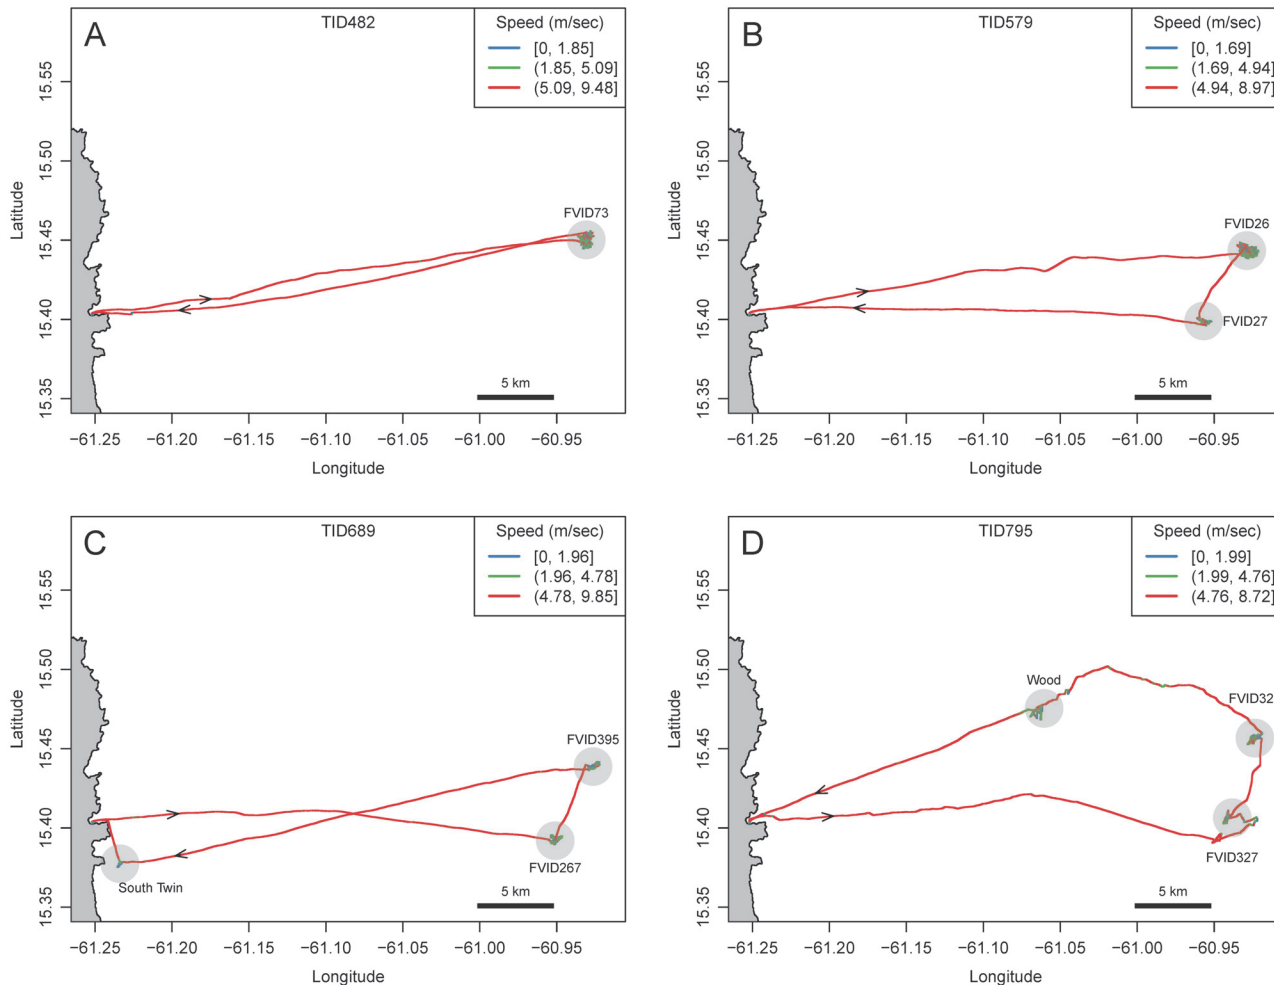 A
TID482
Speed (m/sec)
[0, 1.85]
(1.85, 5.09]
(5.09, 9.48]
15.55
15.50
15.45
15.40
15.35
Latitude
FVID73
5 km
−61.25
−61.20
−61.15
−61.10
−61.05
−61.00
−60.95
Longitude
B
TID579
Speed (m/sec)
[0, 1.69]
(1.69, 4.94]
(4.94, 8.97]
15.55
15.50
15.45
15.40
15.35
Latitude
FVID26
FVID27
5 km
−61.25
−61.20
−61.15
−61.10
−61.05
−61.00
−60.95
Longitude
C
TID689
Speed (m/sec)
[0, 1.96]
(1.96, 4.78]
(4.78, 9.85]
15.55
15.50
15.45
15.40
15.35
Latitude
FVID395
FVID267
South Twin
5 km
−61.25
−61.20
−61.15
−61.10
−61.05
−61.00
−60.95
Longitude
D
TID795
Speed (m/sec)
[0, 1.99]
(1.99, 4.76]
(4.76, 8.72]
15.55
15.50
15.45
15.40
15.35
Latitude
Wood
FVID32
FVID327
5 km
−61.25
−61.20
−61.15
−61.10
−61.05
−61.00
−60.95
Longitude